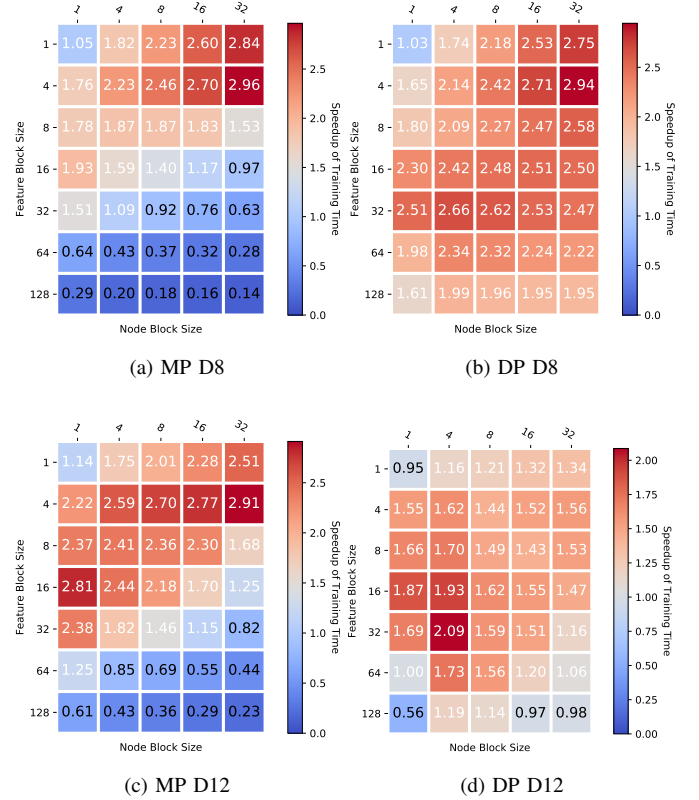 1 4 8 16 32
1 1.05 1.82 2.23 2.60 2.84
4 1.76 2.23 2.46 2.70 2.96
8 1.78 1.87 1.87 1.83 1.53
16 1.93 1.59 1.40 1.17 0.97
32 1.51 1.09 0.92 0.76 0.63
64 0.64 0.43 0.37 0.32 0.28
128 0.29 0.20 0.18 0.16 0.14
Feature Block Size
Node Block Size
2.5
2.0
1.5
1.0
0.5
0.0
Speedup of Training Time
(a) MP D8
1 4 8 16 32
1 1.03 1.74 2.18 2.53 2.75
4 1.65 2.14 2.42 2.71 2.94
8 1.80 2.09 2.27 2.47 2.58
16 2.30 2.42 2.48 2.51 2.50
32 2.51 2.66 2.62 2.53 2.47
64 1.98 2.34 2.32 2.24 2.22
128 1.61 1.99 1.96 1.95 1.95
Feature Block Size
Node Block Size
2.5
2.0
1.5
1.0
0.5
0.0
Speedup of Training Time
(b) DP D8
1 4 8 16 32
1 1.14 1.75 2.01 2.28 2.51
4 2.22 2.59 2.70 2.77 2.91
8 2.37 2.41 2.36 2.30 1.68
16 2.81 2.44 2.18 1.70 1.25
32 2.38 1.82 1.46 1.15 0.82
64 1.25 0.85 0.69 0.55 0.44
128 0.61 0.43 0.36 0.29 0.23
Feature Block Size
Node Block Size
2.5
2.0
1.5
1.0
0.5
0.0
Speedup of Training Time
(c) MP D12
1 4 8 16 32
1 0.95 1.16 1.21 1.32 1.34
4 1.55 1.62 1.44 1.52 1.56
8 1.66 1.70 1.49 1.43 1.53
16 1.87 1.93 1.62 1.55 1.47
32 1.69 2.09 1.59 1.51 1.16
64 1.00 1.73 1.56 1.20 1.06
128 0.56 1.19 1.14 0.97 0.98
Feature Block Size
Node Block Size
2.00
1.75
1.50
1.25
1.00
0.75
0.50
0.25
0.00
Speedup of Training Time
(d) DP D12